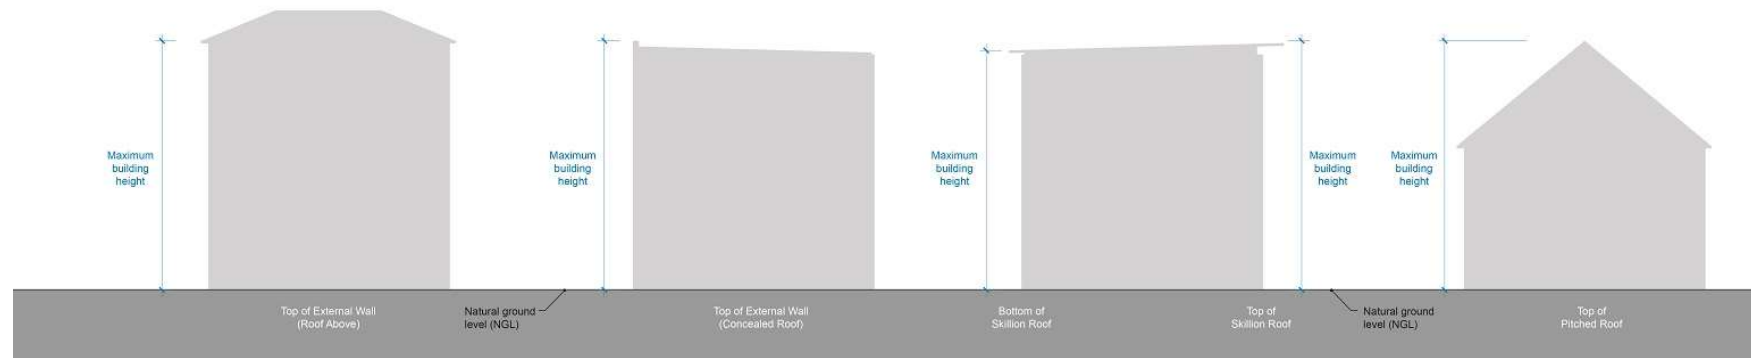 Maximum
building
height
Maximum
building
height
Maximum
building
height
Maximum
building
height
Maximum
building
height
Top of External Wall
(Roof Above)
Natural ground
level (NGL)
Top of External Wall
(Concealed Roof)
Bottom of
Skillion Roof
Top of
Skillion Roof
Natural ground
level (NGL)
Top of
Pitched Roof